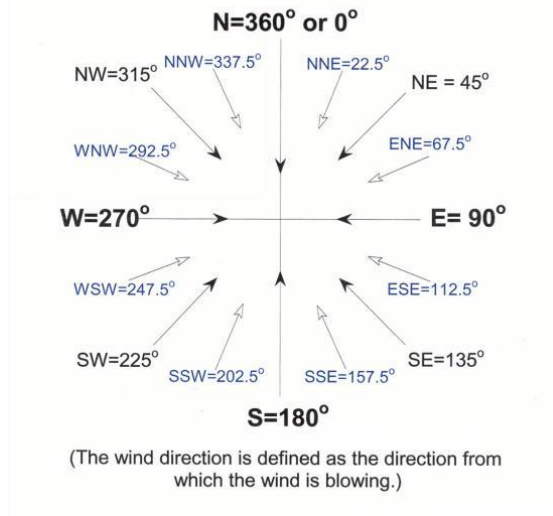 N=360° or 0°
NNW=337.5°
NNE=22.5°
NW=315°
NE = 45°
WNW=292.5°
ENE=67.5°
W=270°
E= 90°
WSW=247.5°
ESE=112.5°
SW=225°
SE=135°
SSW=202.5°
SSE=157.5°
S=180°
(The wind direction is defined as the direction from
which the wind is blowing.)